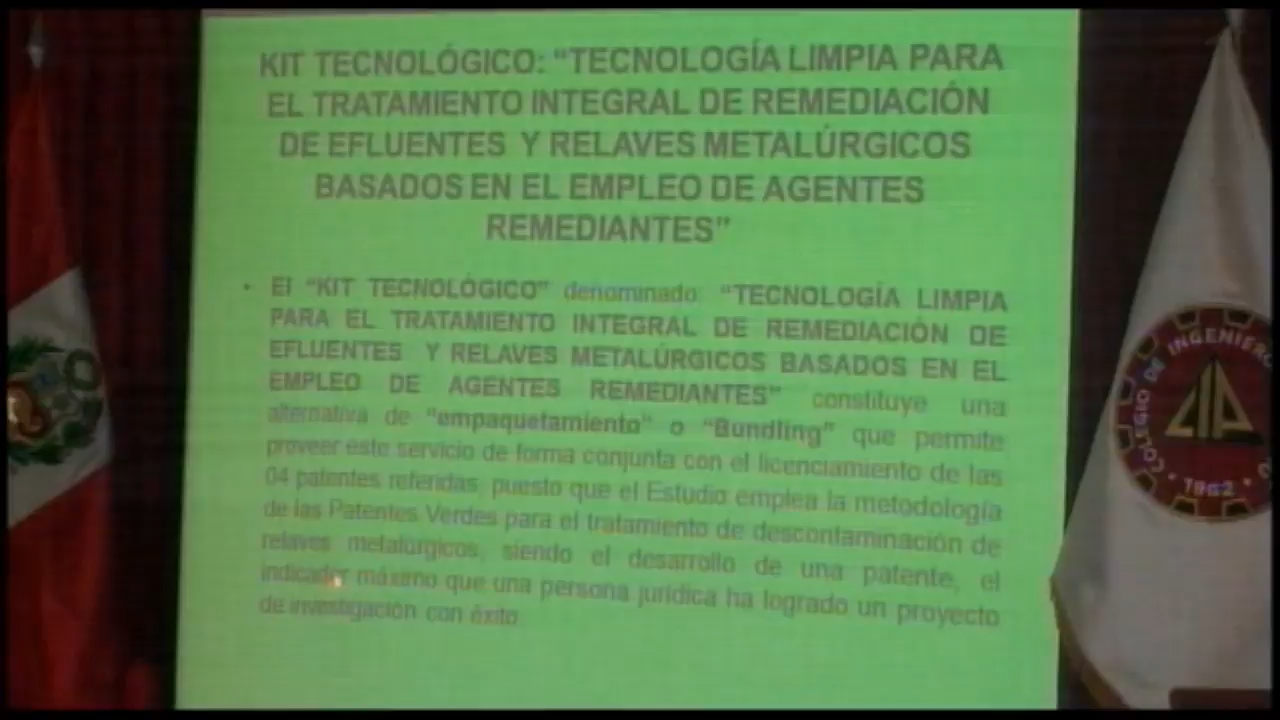 KIT TECNOLÓGICO: “TECNOLOGÍA LIMPIA PARA
EL TRATAMIENTO INTEGRAL DE REMEDIACIÓN
DE EFLUENTES Y RELAVES METALÚRGICOS
BASADOS EN EL EMPLEO DE AGENTES
REMEDIANTES”
• El “KIT TECNOLÓGICO” denominado: “TECNOLOGÍA LIMPIA
PARA EL TRATAMIENTO INTEGRAL DE REMEDIACIÓN DE
EFLUENTES Y RELAVES METALÚRGICOS BASADOS EN EL
EMPLEO DE AGENTES REMEDIANTES” constituye una
alternativa de “empaquetamiento” o “Bundling” que permite
proveer este servicio de forma conjunta con el licenciamiento de las
04 patentes referidas, puesto que el Estudio emplea la metodología
de las Patentes Verdes para el tratamiento de descontaminación de
relaves metalúrgicos, siendo el desarrollo de una patente, el
indicador máximo que una persona jurídica ha logrado un proyecto
de investigación con éxito
COLEGIO DE INGENIERO
CIP
• 1962 •